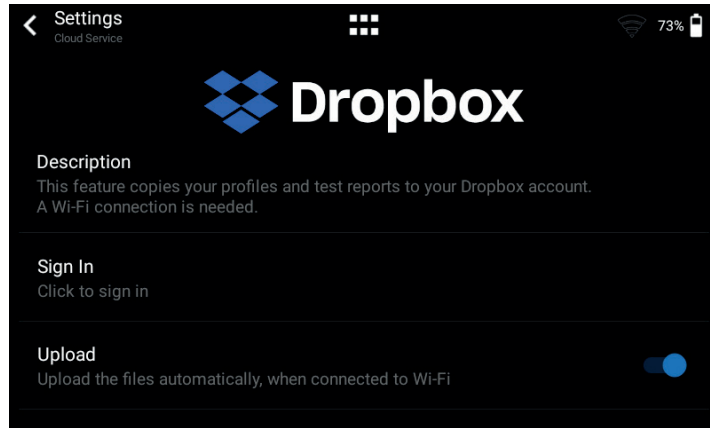 Settings
Cloud Service
73%
Dropbox
Description
This feature copies your profiles and test reports to your Dropbox account.
A Wi-Fi connection is needed.
Sign In
Click to sign in
Upload
Upload the files automatically, when connected to Wi-Fi